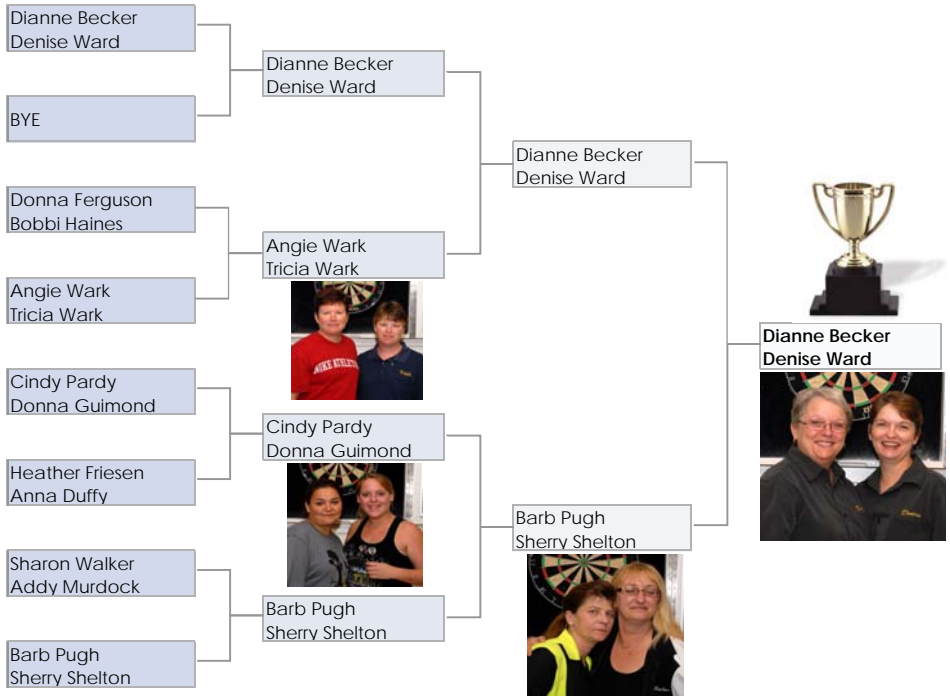 Dianne Becker
Denise Ward
BYE
Donna Ferguson
Bobbi Haines
Angie Wark
Tricia Wark
Cindy Pardy
Donna Guimond
Heather Friesen
Anna Duffy
Sharon Walker
Addy Murdock
Barb Pugh
Sherry Shelton
Dianne Becker
Denise Ward
Angie Wark
Tricia Wark
Cindy Pardy
Donna Guimond
Barb Pugh
Sherry Shelton
Dianne Becker
Denise Ward
Barb Pugh
Sherry Shelton
Dianne Becker
Denise Ward